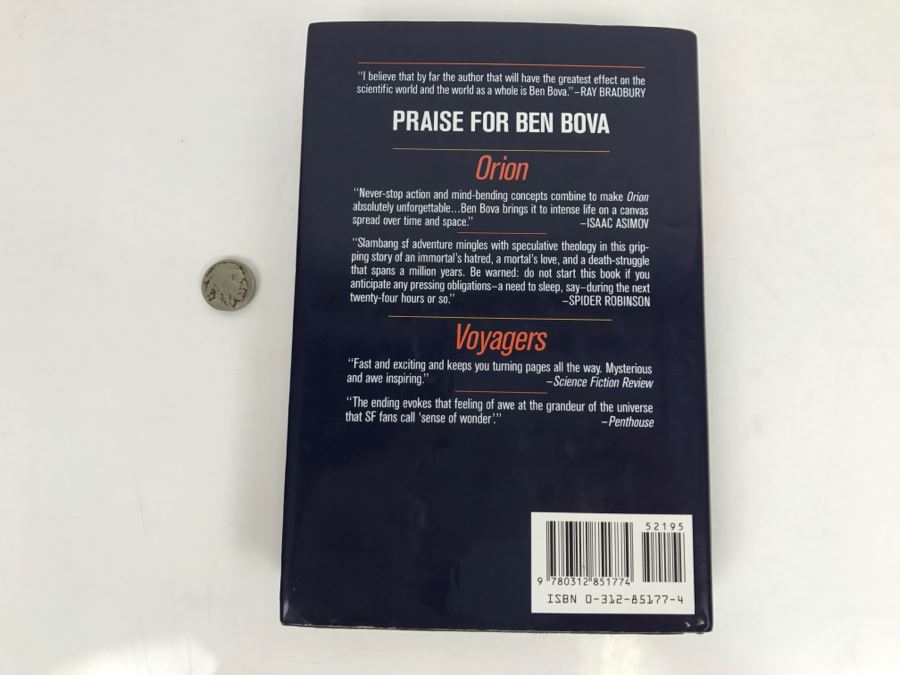 “I believe that by far the author that will have the greatest effect on the
scientific world and the world as a whole is Ben Bova.”–RAY BRADBURY
PRAISE FOR BEN BOVA
Orion
“Never-stop action and mind-bending concepts combine to make Orion
absolutely unforgettable...Ben Bova brings it to intense life on a canvas
spread over time and space.” –ISAAC ASIMOV
“Slambang sf adventure mingles with speculative theology in this grip-
ping story of an immortal’s hatred, a mortal’s love, and a death-struggle
that spans a million years. Be warned: do not start this book if you
anticipate any pressing obligations–a need to sleep, say–during the next
twenty-four hours or so.” –SPIDER ROBINSON
Voyagers
“Fast and exciting and keeps you turning pages all the way. Mysterious
and awe inspiring.” –Science Fiction Review
“The ending evokes that feeling of awe at the grandeur of the universe
that SF fans call ‘sense of wonder’.” –Penthouse
52195
9 780312 851774
ISBN 0-312-85177-4